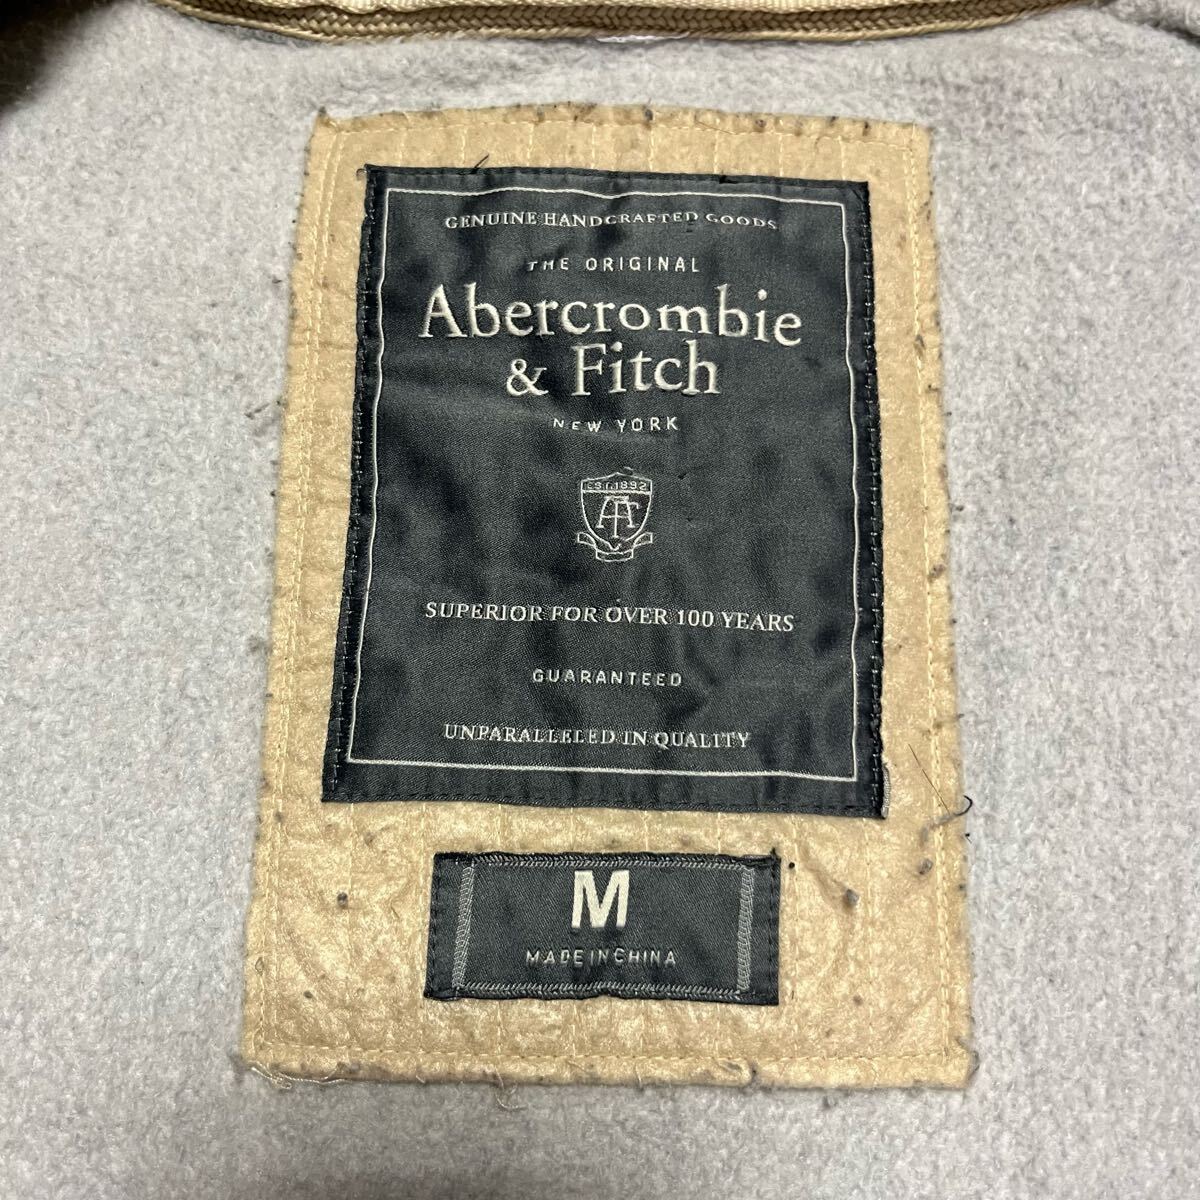 GENUINE HANDCRAFTED GOODS
THE ORIGINAL
Abercrombie
& Fitch
NEW YORK
EST.1892
AF
SUPERIOR FOR OVER 100 YEARS
GUARANTEED
UNPARALLELED IN QUALITY
M
MADE IN CHINA